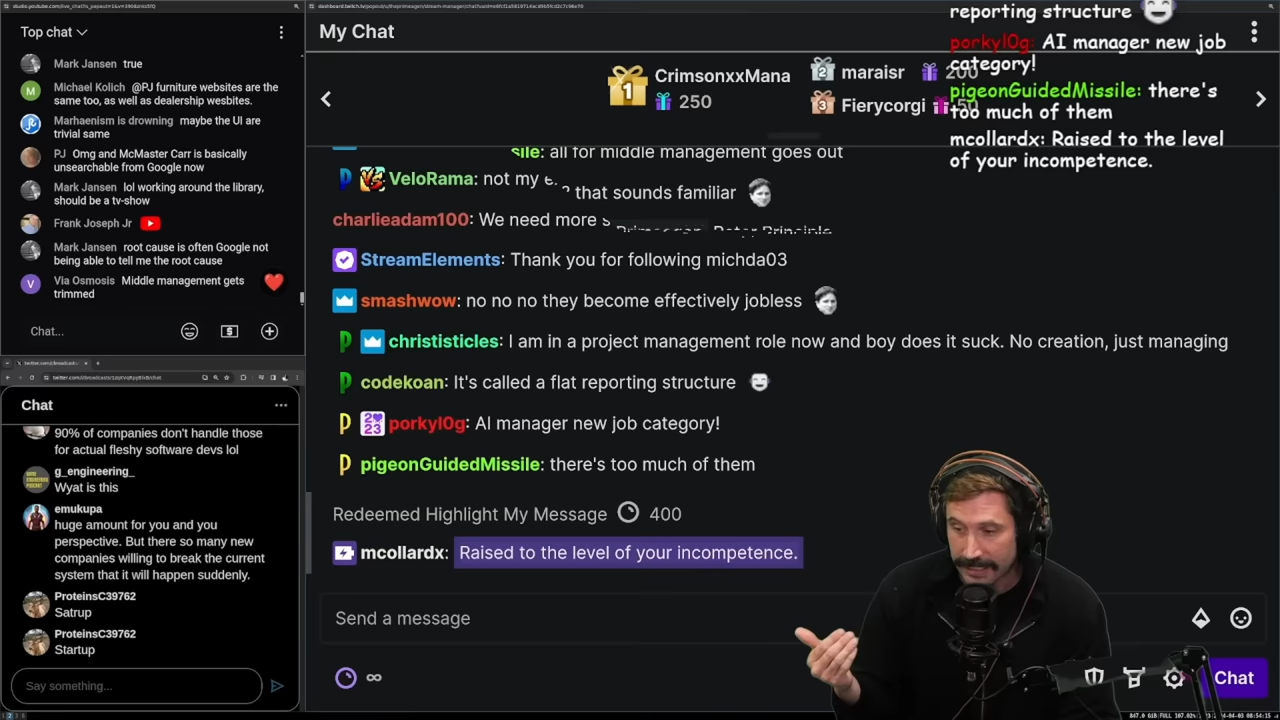 Top chat
Mark Jansen true
Michael Kolich @PJ furniture websites are the
same too, as well as dealership wesbites.
Marhaenism is drowning maybe the UI are
trivial same
PJ Omg and McMaster Carr is basically
unsearchable from Google now
Mark Jansen lol working around the library,
should be a tv-show
Frank Joseph Jr
Mark Jansen root cause is often Google not
being able to tell me the root cause
Via Osmosis Middle management gets
trimmed
Chat...
Chat
90% of companies don't handle those
for actual fleshy software devs lol
g_engineering_
Wyat is this
emukupa
huge amount for you and you
perspective. But there so many new
companies willing to break the current
system that it will happen suddenly.
ProteinsC39762
Satrup
ProteinsC39762
Startup
Say something...
My Chat
1 CrimsonxxMana
250
2 maraisr 200
3 Fierycorgi 50
sile: all for middle management goes out
VeloRama: not my e
? that sounds familiar
charlieadam100: We need more s
StreamElements: Thank you for following michda03
smashwow: no no no they become effectively jobless
christicles: I am in a project management role now and boy does it suck. No creation, just managing
codekoan: It's called a flat reporting structure
porkyl0g: AI manager new job category!
pigeonGuidedMissile: there's too much of them
Redeemed Highlight My Message 400
mcollardx: Raised to the level of your incompetence.
Send a message
∞
Chat
reporting structure
porkyl0g: AI manager new job
category!
pigeonGuidedMissile: there's
too much of them
mcollardx: Raised to the level
of your incompetence.